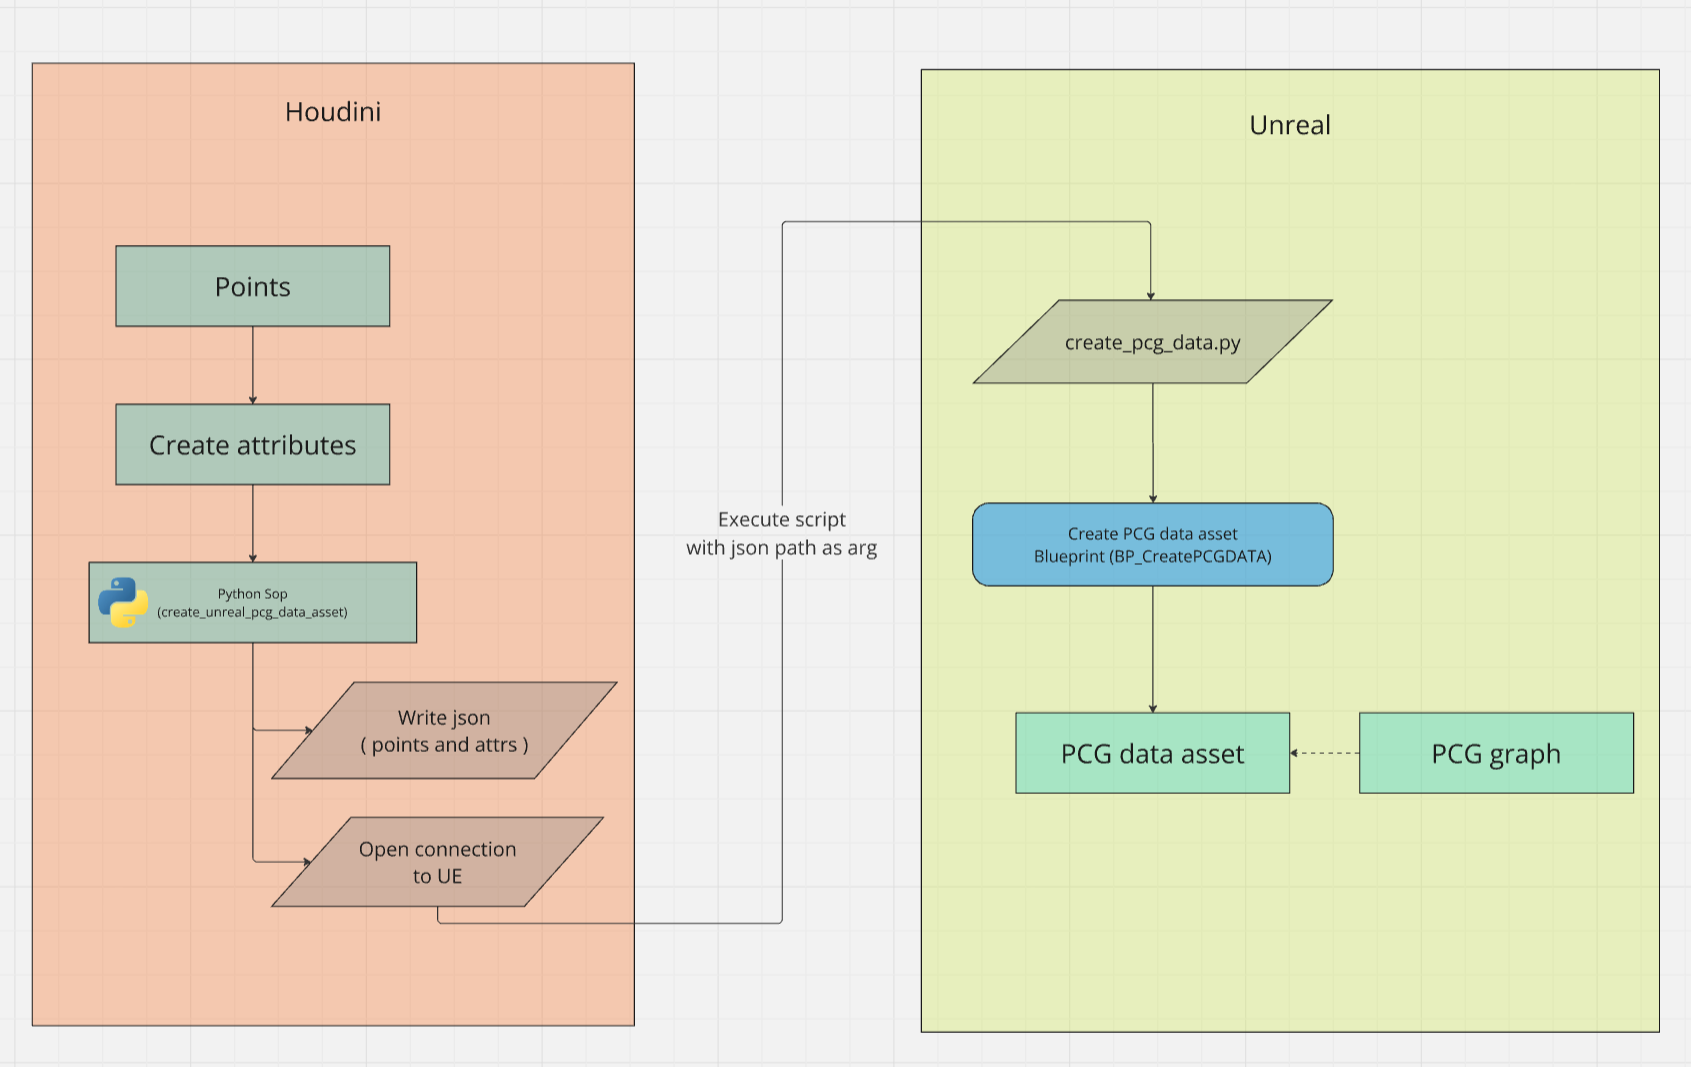 Houdini
Points
Create attributes
Python Sop
(create_unreal_pcg_data_asset)
Write json
( points and attrs )
Open connection
to UE
Execute script
with json path as arg
Unreal
create_pcg_data.py
Create PCG data asset
Blueprint (BP_CreatePCGDATA)
PCG data asset
PCG graph